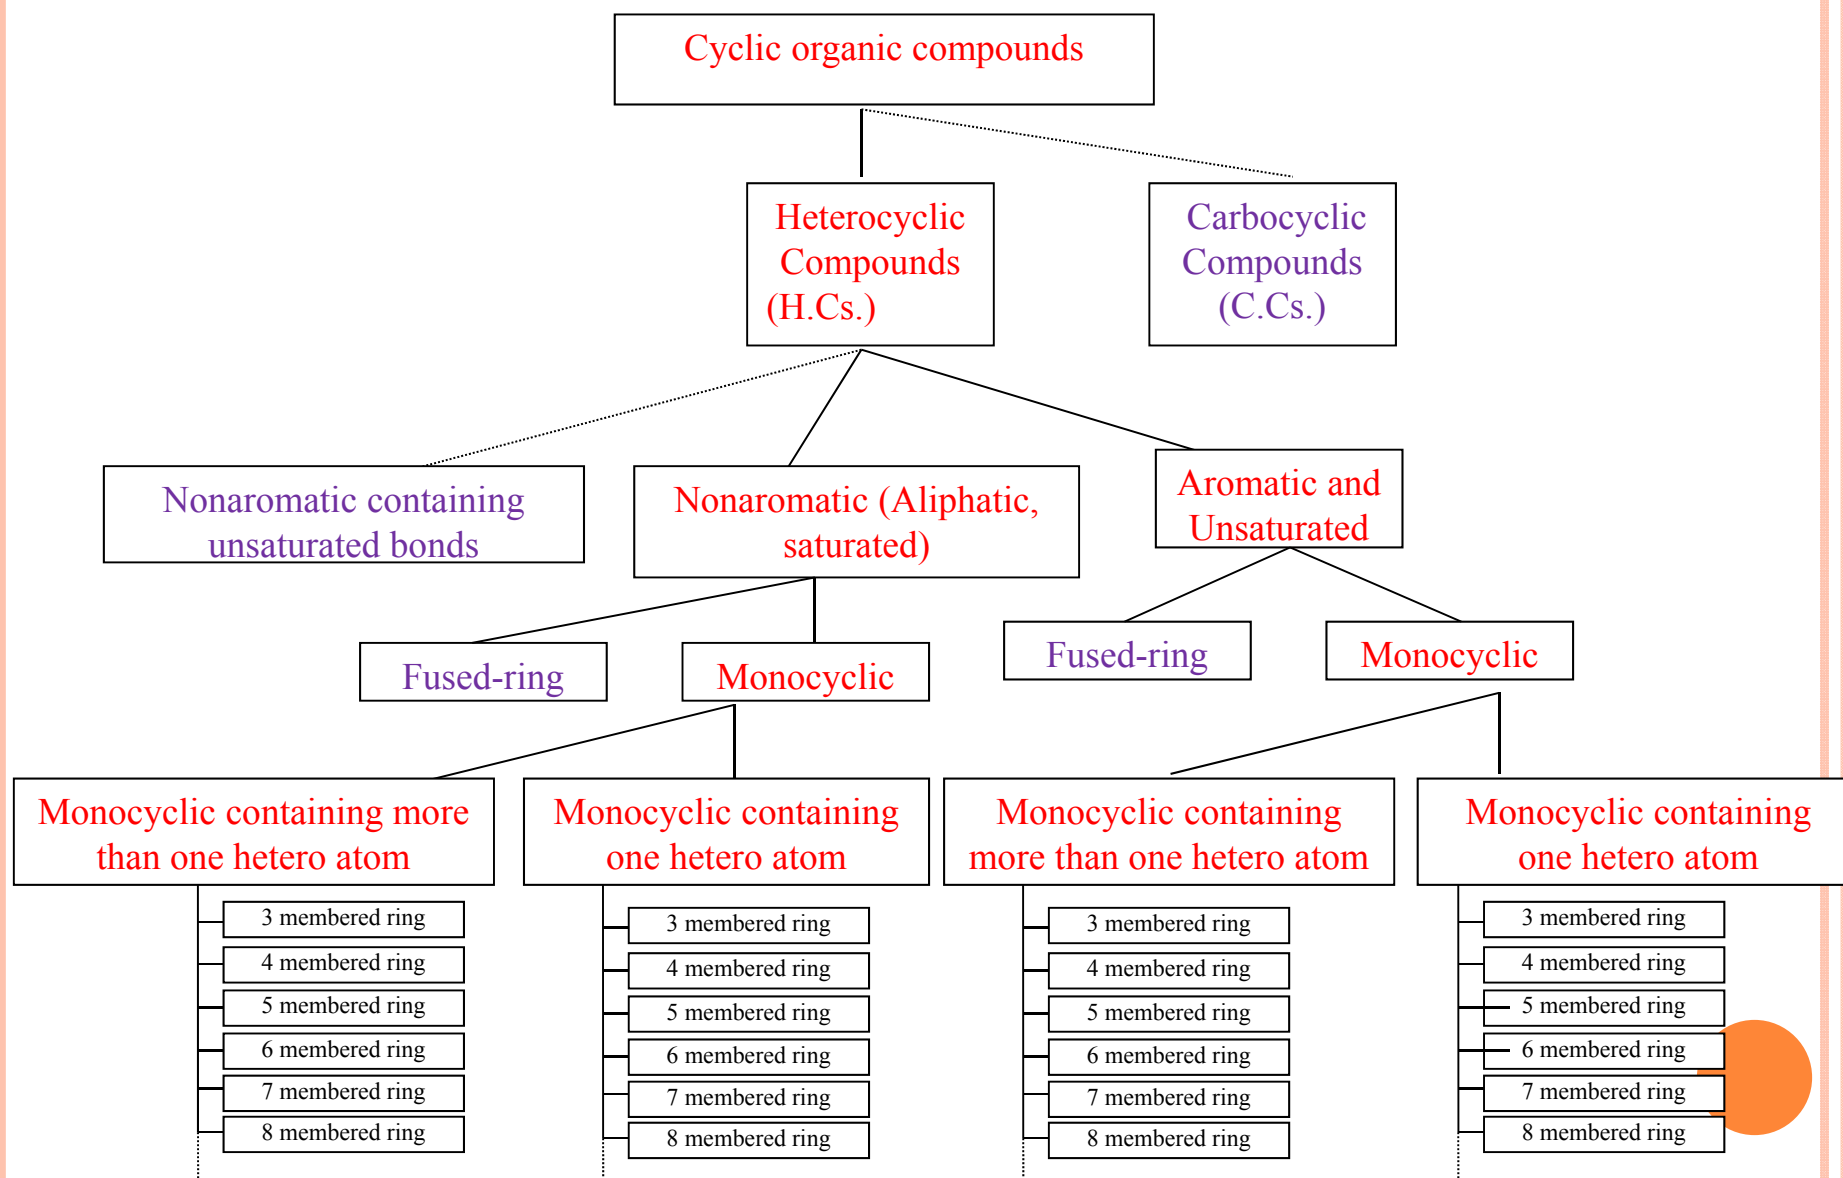 Cyclic organic compounds
Heterocyclic
Compounds
(H.Cs.)
Carbocyclic
Compounds
(C.Cs.)
Nonaromatic containing
unsaturated bonds
Nonaromatic (Aliphatic,
saturated)
Aromatic and
Unsaturated
Fused-ring
Monocyclic
Fused-ring
Monocyclic
Monocyclic containing more
than one hetero atom
Monocyclic containing
one hetero atom
Monocyclic containing
more than one hetero atom
Monocyclic containing
one hetero atom
3 membered ring
4 membered ring
5 membered ring
6 membered ring
7 membered ring
8 membered ring
3 membered ring
4 membered ring
5 membered ring
6 membered ring
7 membered ring
8 membered ring
3 membered ring
4 membered ring
5 membered ring
6 membered ring
7 membered ring
8 membered ring
3 membered ring
4 membered ring
5 membered ring
6 membered ring
7 membered ring
8 membered ring